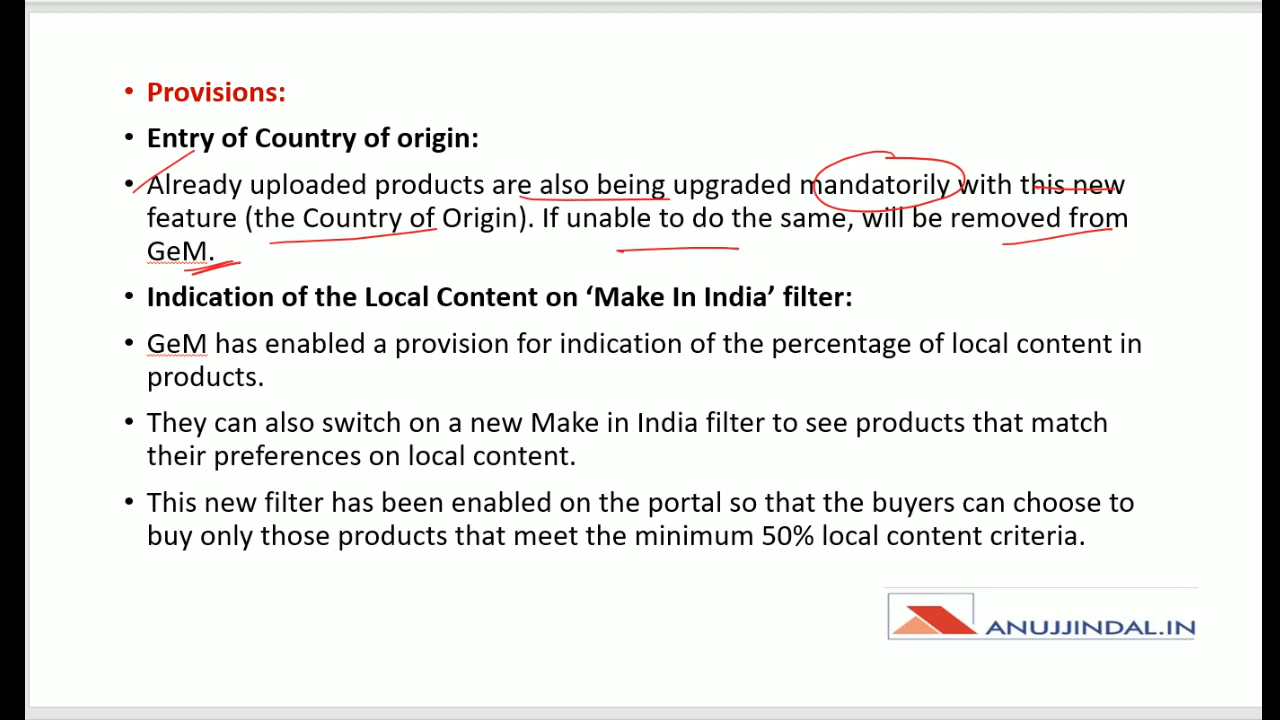 • Provisions:
• Entry of Country of origin:
• Already uploaded products are also being upgraded mandatorily with this new
feature (the Country of Origin). If unable to do the same, will be removed from
GeM.
• Indication of the Local Content on ‘Make In India’ filter:
• GeM has enabled a provision for indication of the percentage of local content in
products.
• They can also switch on a new Make in India filter to see products that match
their preferences on local content.
• This new filter has been enabled on the portal so that the buyers can choose to
buy only those products that meet the minimum 50% local content criteria.
ANUJJINDAL.IN